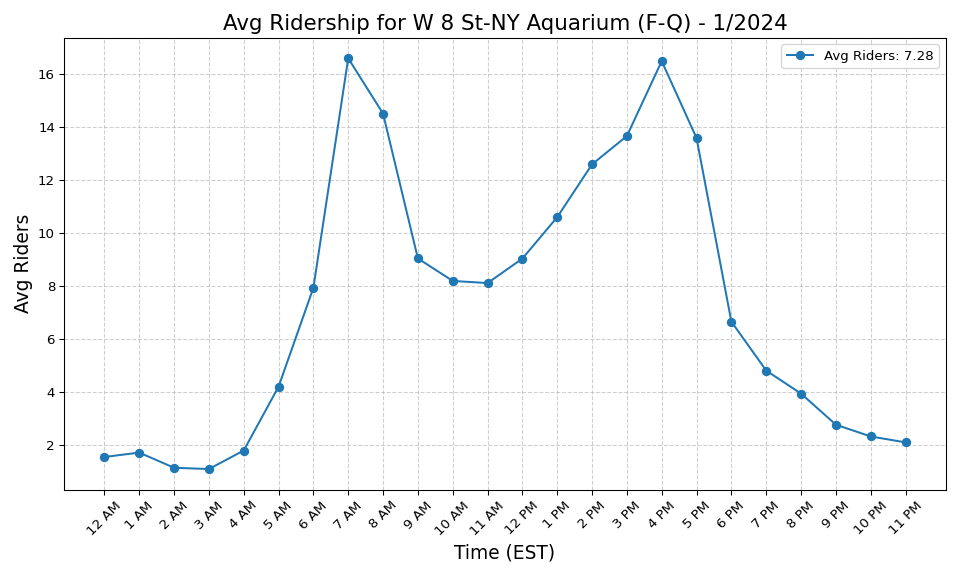 Avg Ridership for W 8 St-NY Aquarium (F-Q) - 1/2024
Avg Riders: 7.28
Avg Riders
16
14
12
10
8
6
4
2
12 AM
1 AM
2 AM
3 AM
4 AM
5 AM
6 AM
7 AM
8 AM
9 AM
10 AM
11 AM
12 PM
1 PM
2 PM
3 PM
4 PM
5 PM
6 PM
7 PM
8 PM
9 PM
10 PM
11 PM
Time (EST)